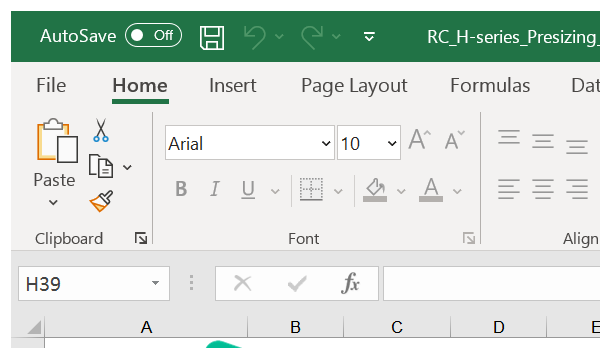 AutoSave Off RC_H-series_Presizing_
File Home Insert Page Layout Formulas Dat
Arial 10 A A
Paste B I U A
Clipboard Font Align
H39 fx
A B C D E